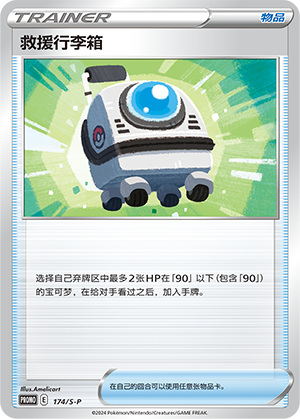 TRAINER 物品
救援行李箱
选择自己弃牌区中最多2张HP在「90」以下（包含「90」）
的宝可梦，在给对手看过之后，加入手牌。
Illus.Amelicart
PROMO E 174/S-P
在自己的回合可以使用任意张物品卡。
©2024 Pokémon/Nintendo/Creatures/GAME FREAK.